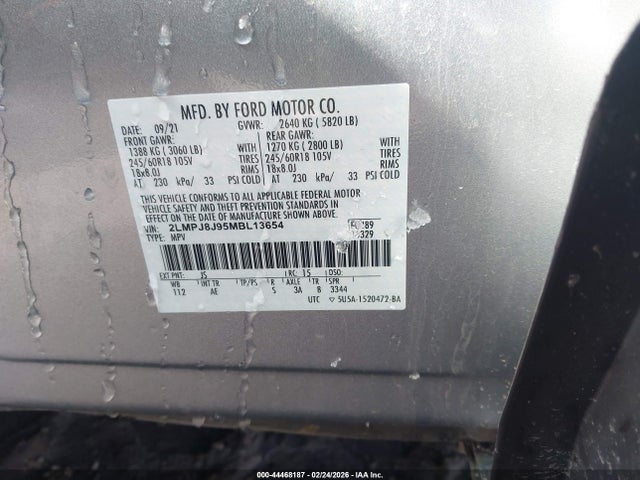 MFD. BY FORD MOTOR CO.
DATE: 09/21 GVWR: 2640 KG ( 5820 LB)
FRONT GAWR: REAR GAWR:
1388 KG ( 3060 LB) 1270 KG ( 2800 LB)
245/60R18 105V TIRES 245/60R18 105V TIRES
18x8.0J RIMS 18x8.0J RIMS
AT 230 kPa/ 33 PSI COLD AT 230 kPa/ 33 PSI COLD
THIS VEHICLE CONFORMS TO ALL APPLICABLE FEDERAL MOTOR
VEHICLE SAFETY AND THEFT PREVENTION STANDARDS IN
EFFECT ON THE DATE OF MANUFACTURE SHOWN ABOVE.
VIN: 2LMPJ8J95MBL13654
TYPE: MPV
EXT PNT: JS RC: 15 DSO:
WB INT TR TP/PS R AXLE TR SPR
112 AE S 3A 8 3344
UTC ▽ 5U5A-1520472-BA
000-44468187 - 02/24/2026 - IAA Inc.